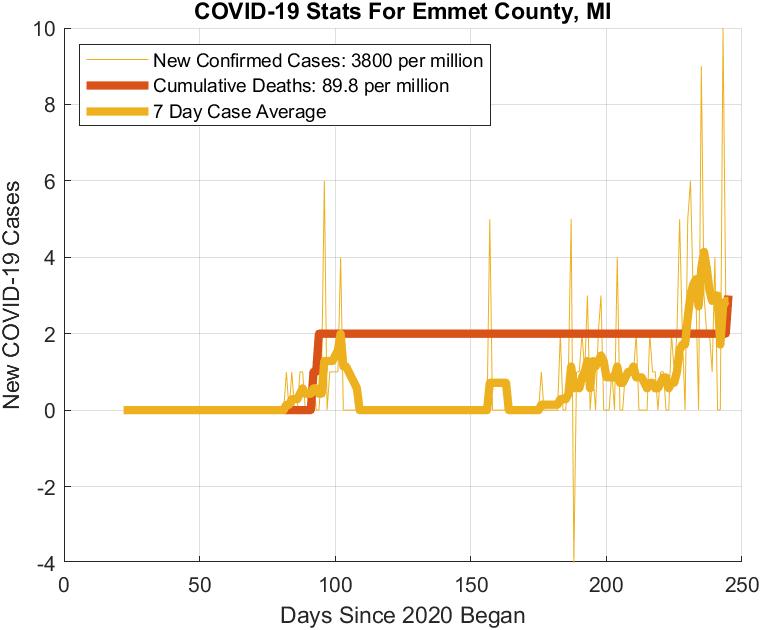 COVID-19 Stats For Emmet County, MI
New Confirmed Cases: 3800 per million
Cumulative Deaths: 89.8 per million
7 Day Case Average
New COVID-19 Cases
10
8
6
4
2
0
-2
-4
0 50 100 150 200 250
Days Since 2020 Began